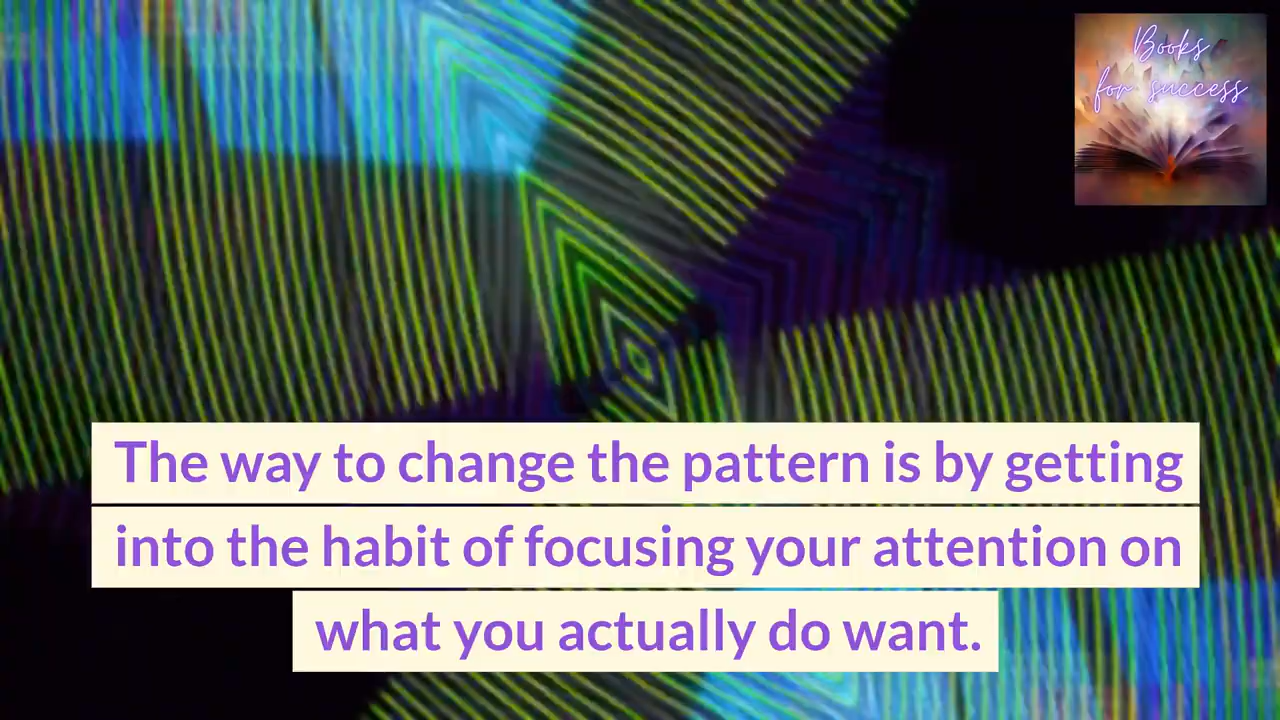 Books
for success
The way to change the pattern is by getting
into the habit of focusing your attention on
what you actually do want.